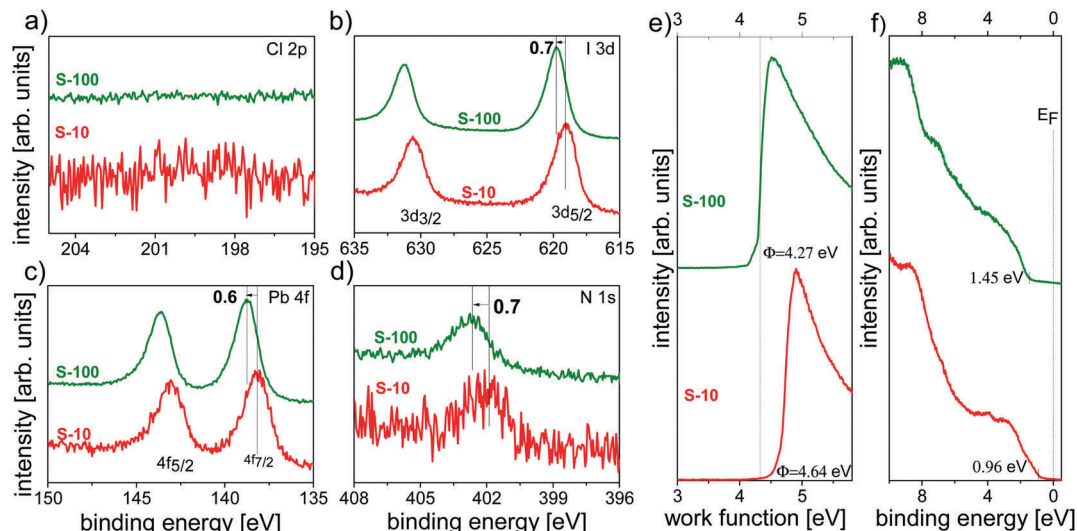 a)
Cl 2p
S-100
S-10
intensity [arb. units]
205 201 197 195
b)
0.7
I 3d
S-100
S-10
3d3/2
3d5/2
635 630 625 620 615
c)
0.6
Pb 4f
S-100
S-10
4f5/2
4f7/2
intensity [arb. units]
150 145 140 135
binding energy [eV]
d)
N 1s
0.7
S-100
S-10
408 405 402 399 396
binding energy [eV]
e)
3 4 5
intensity [arb. units]
S-100
Φ=4.27 eV
S-10
Φ=4.64 eV
3 4 5
work function [eV]
f)
8 4 0
EF
intensity [arb. units]
1.45 eV
0.96 eV
8 4 0
binding energy [eV]